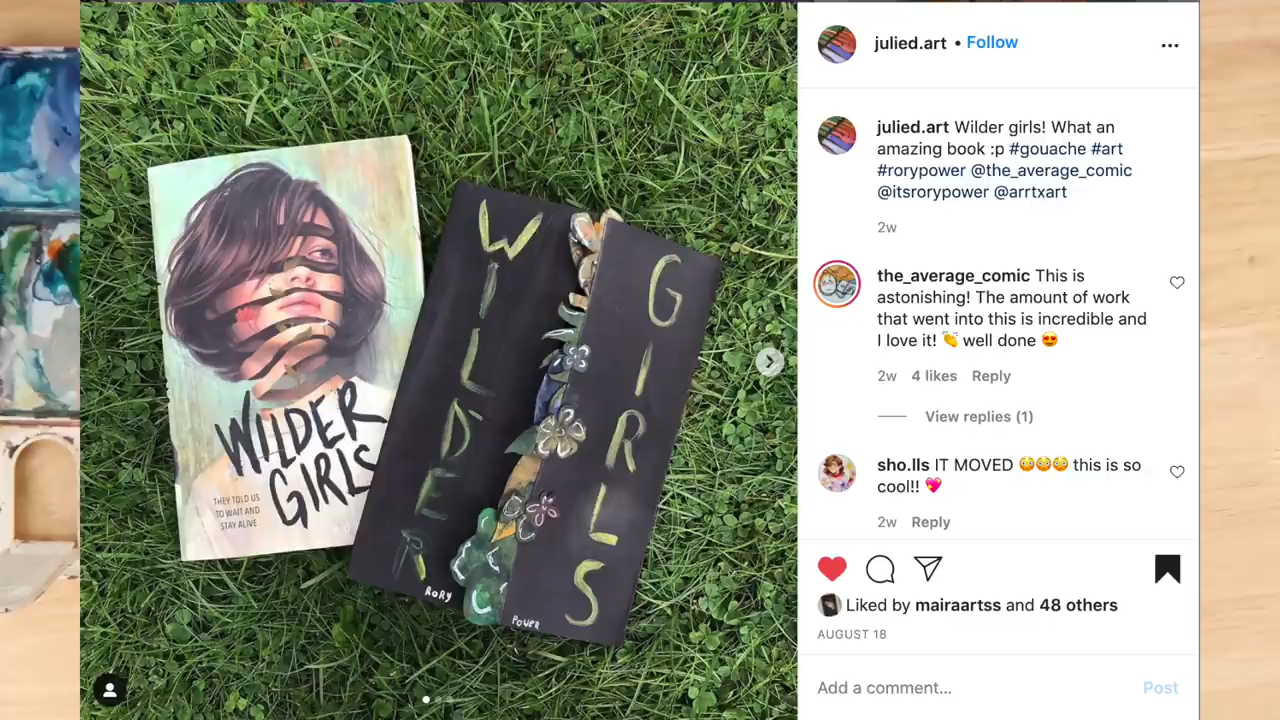 WILDER
GIRLS
THEY TOLD US
TO WAIT AND
STAY ALIVE
WILDER
GIRLS
RORY
POWER
julied.art • Follow
julied.art Wilder girls! What an
amazing book :p #gouache #art
#rorypower @the_average_comic
@itsrorypower @arrtxart
2w
the_average_comic This is
astonishing! The amount of work
that went into this is incredible and
I love it! 👏 well done 😍
2w 4 likes Reply
View replies (1)
sho.lls IT MOVED 😳😳😳 this is so
cool!! 💖
2w Reply
Liked by mairaartss and 48 others
AUGUST 18
Add a comment... Post